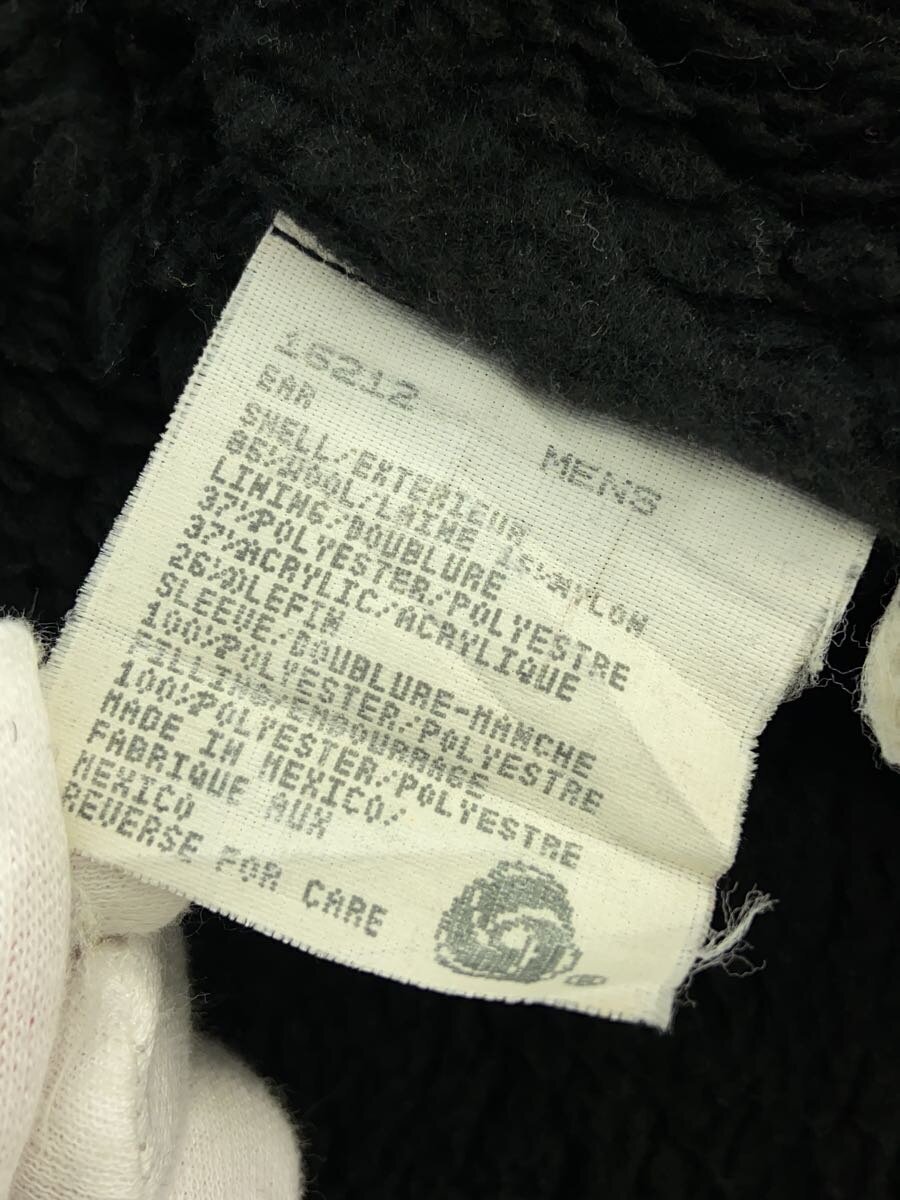 16212 MENS
BAR
SHELL/EXTERIEUR
85% WOOL/LAINE 15% NYLON
LINING/DOUBLURE
37% POLYESTER/POLYESTRE
37% ACRYLIC/ACRYLIQUE
26% OLEFIN
SLEEVE/DOUBLURE-MANCHE
100% POLYESTER/POLYESTRE
FILLING/EMBOURRAGE
100% POLYESTER/POLYESTRE
MADE IN MEXICO/
FABRIQUE AUX
MEXICO
REVERSE FOR CARE